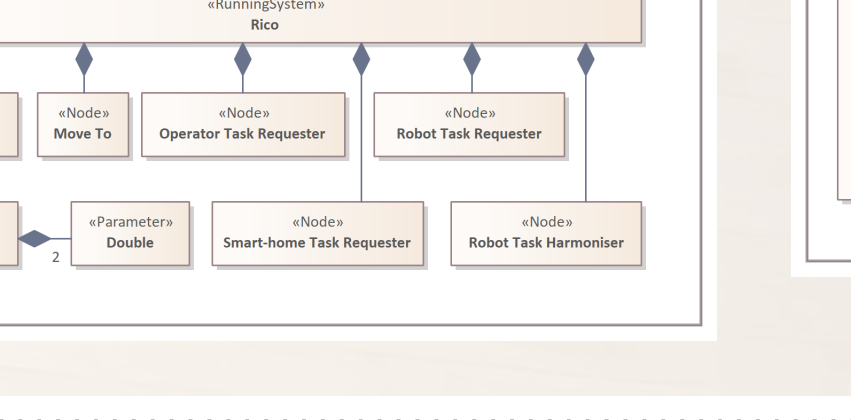 «RunningSystem»
Rico
«Node»
Move To
«Node»
Operator Task Requester
«Node»
Robot Task Requester
«Parameter»
Double
2
«Node»
Smart-home Task Requester
«Node»
Robot Task Harmoniser